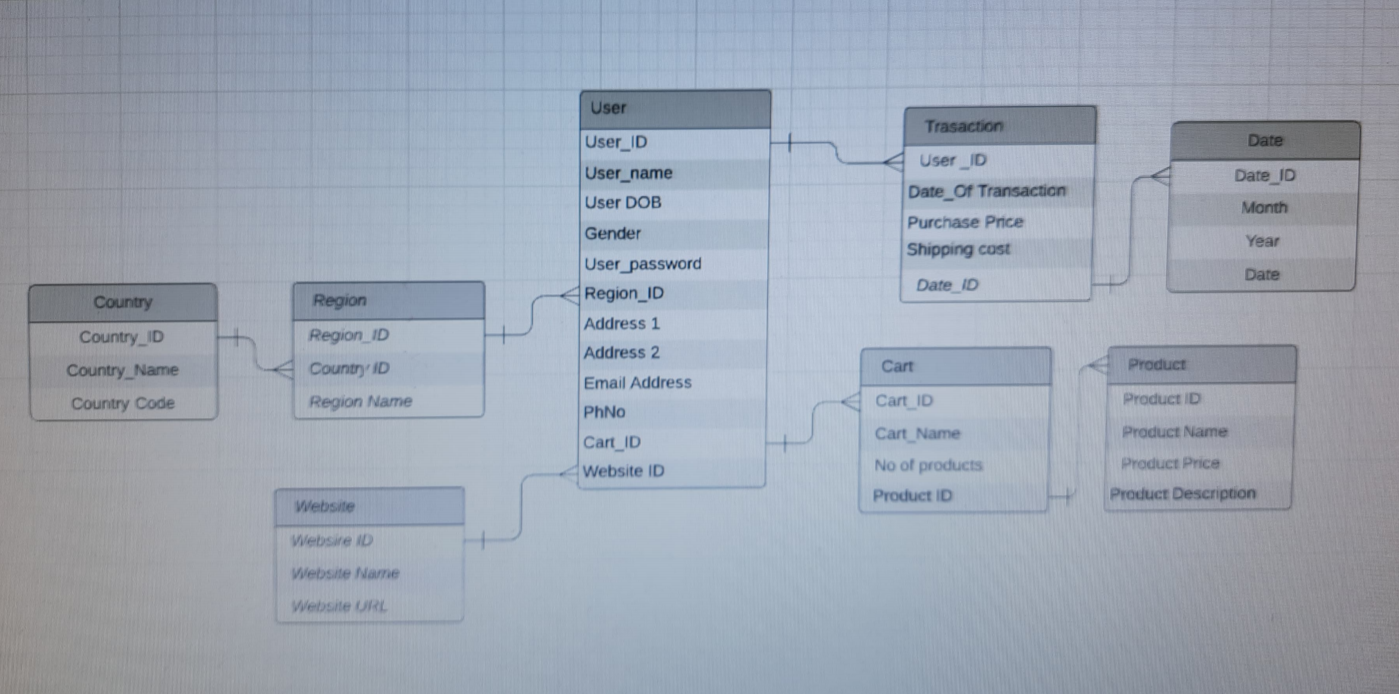 User
User_ID
User_name
User DOB
Gender
User_password
Region_ID
Address 1
Address 2
Email Address
PhNo
Cart_ID
Website ID
Trasaction
User _ID
Date_Of Transaction
Purchase Price
Shipping cost
Date_ID
Date
Date_ID
Month
Year
Date
Country
Country_ID
Country_Name
Country Code
Region
Region_ID
Country ID
Region Name
Cart
Cart_ID
Cart_Name
No of products
Product ID
Product
Product ID
Product Name
Product Price
Product Description
Website
Websire ID
Website Name
Website URL